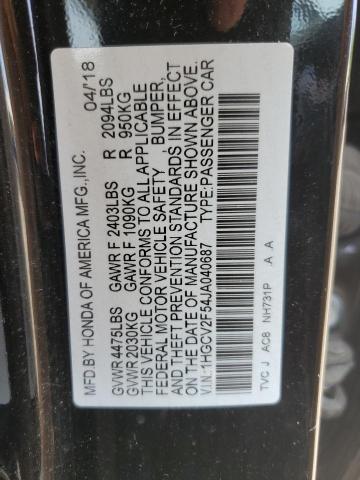 MFD.BY HONDA OF AMERICA MFG.,INC. 04/18
GVWR 4475LBS GAWR F 2403LBS R 2094LBS
GVWR 2030KG GAWR F 1090KG R 950KG
THIS VEHICLE CONFORMS TO ALL APPLICABLE
FEDERAL MOTOR VEHICLE SAFETY , BUMPER,
AND THEFT PREVENTION STANDARDS IN EFFECT
ON THE DATE OF MANUFACTURE SHOWN ABOVE.
V.I.N.:1HGCV2F54JA040687 TYPE:PASSENGER CAR
TVC J AC8 NH731P .A .A